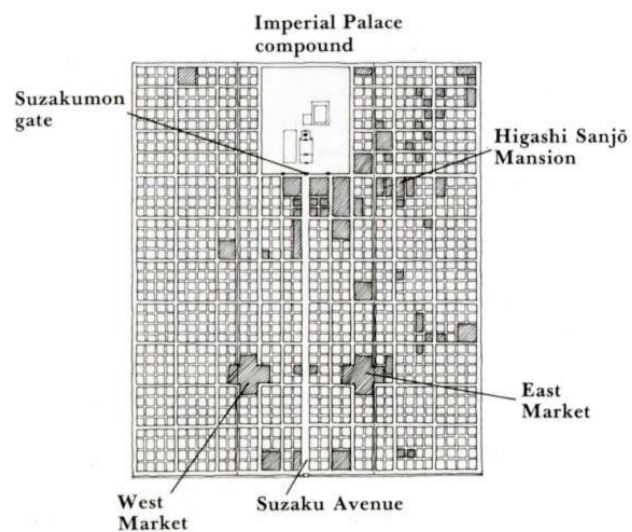 Imperial Palace
compound
Suzakumon
gate
Higashi Sanjō
Mansion
East
Market
Suzaku Avenue
West
Market